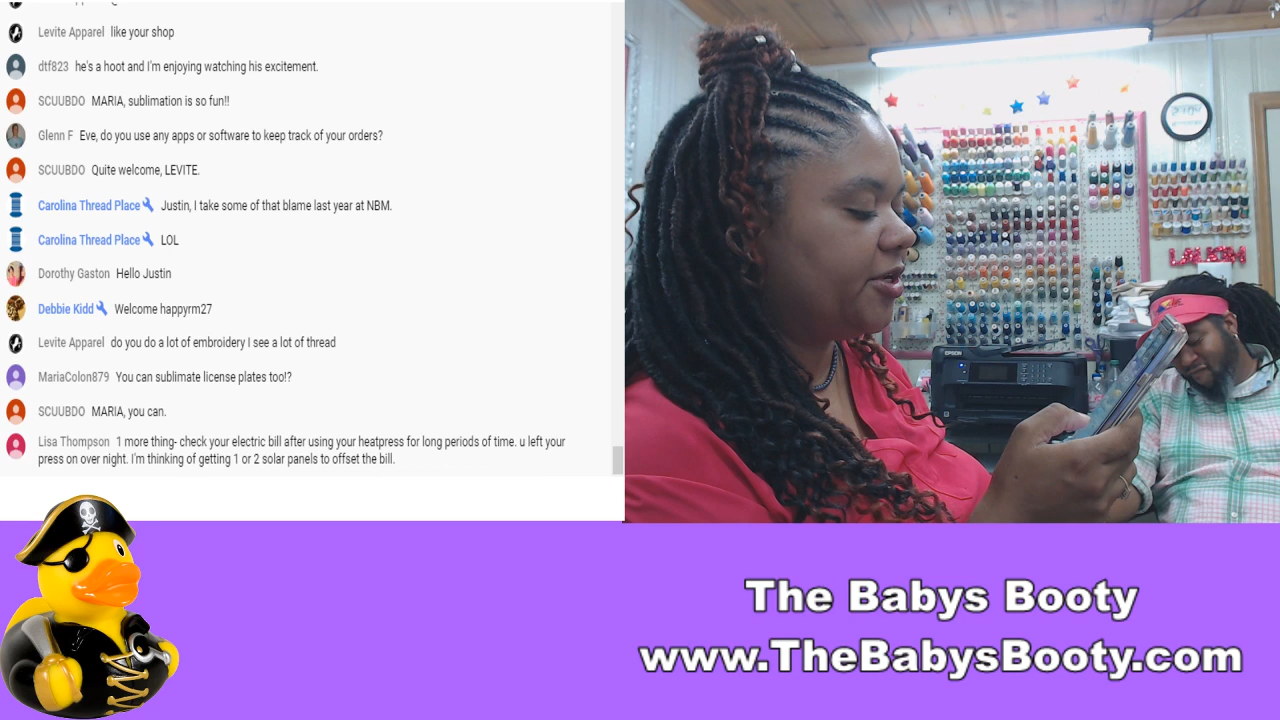 Levite Apparel like your shop
dtf823 he's a hoot and I'm enjoying watching his excitement.
SCUUBDO MARIA, sublimation is so fun!!
Glenn F Eve, do you use any apps or software to keep track of your orders?
SCUUBDO Quite welcome, LEVITE.
Carolina Thread Place Justin, I take some of that blame last year at NBM.
Carolina Thread Place LOL
Dorothy Gaston Hello Justin
Debbie Kidd Welcome happyrm27
Levite Apparel do you do a lot of embroidery I see a lot of thread
MariaColon879 You can sublimate license plates too!?
SCUUBDO MARIA, you can.
Lisa Thompson 1 more thing- check your electric bill after using your heatpress for long periods of time. u left your
press on over night. I'm thinking of getting 1 or 2 solar panels to offset the bill.
EPSON
The Babys Booty
www.TheBabysBooty.com